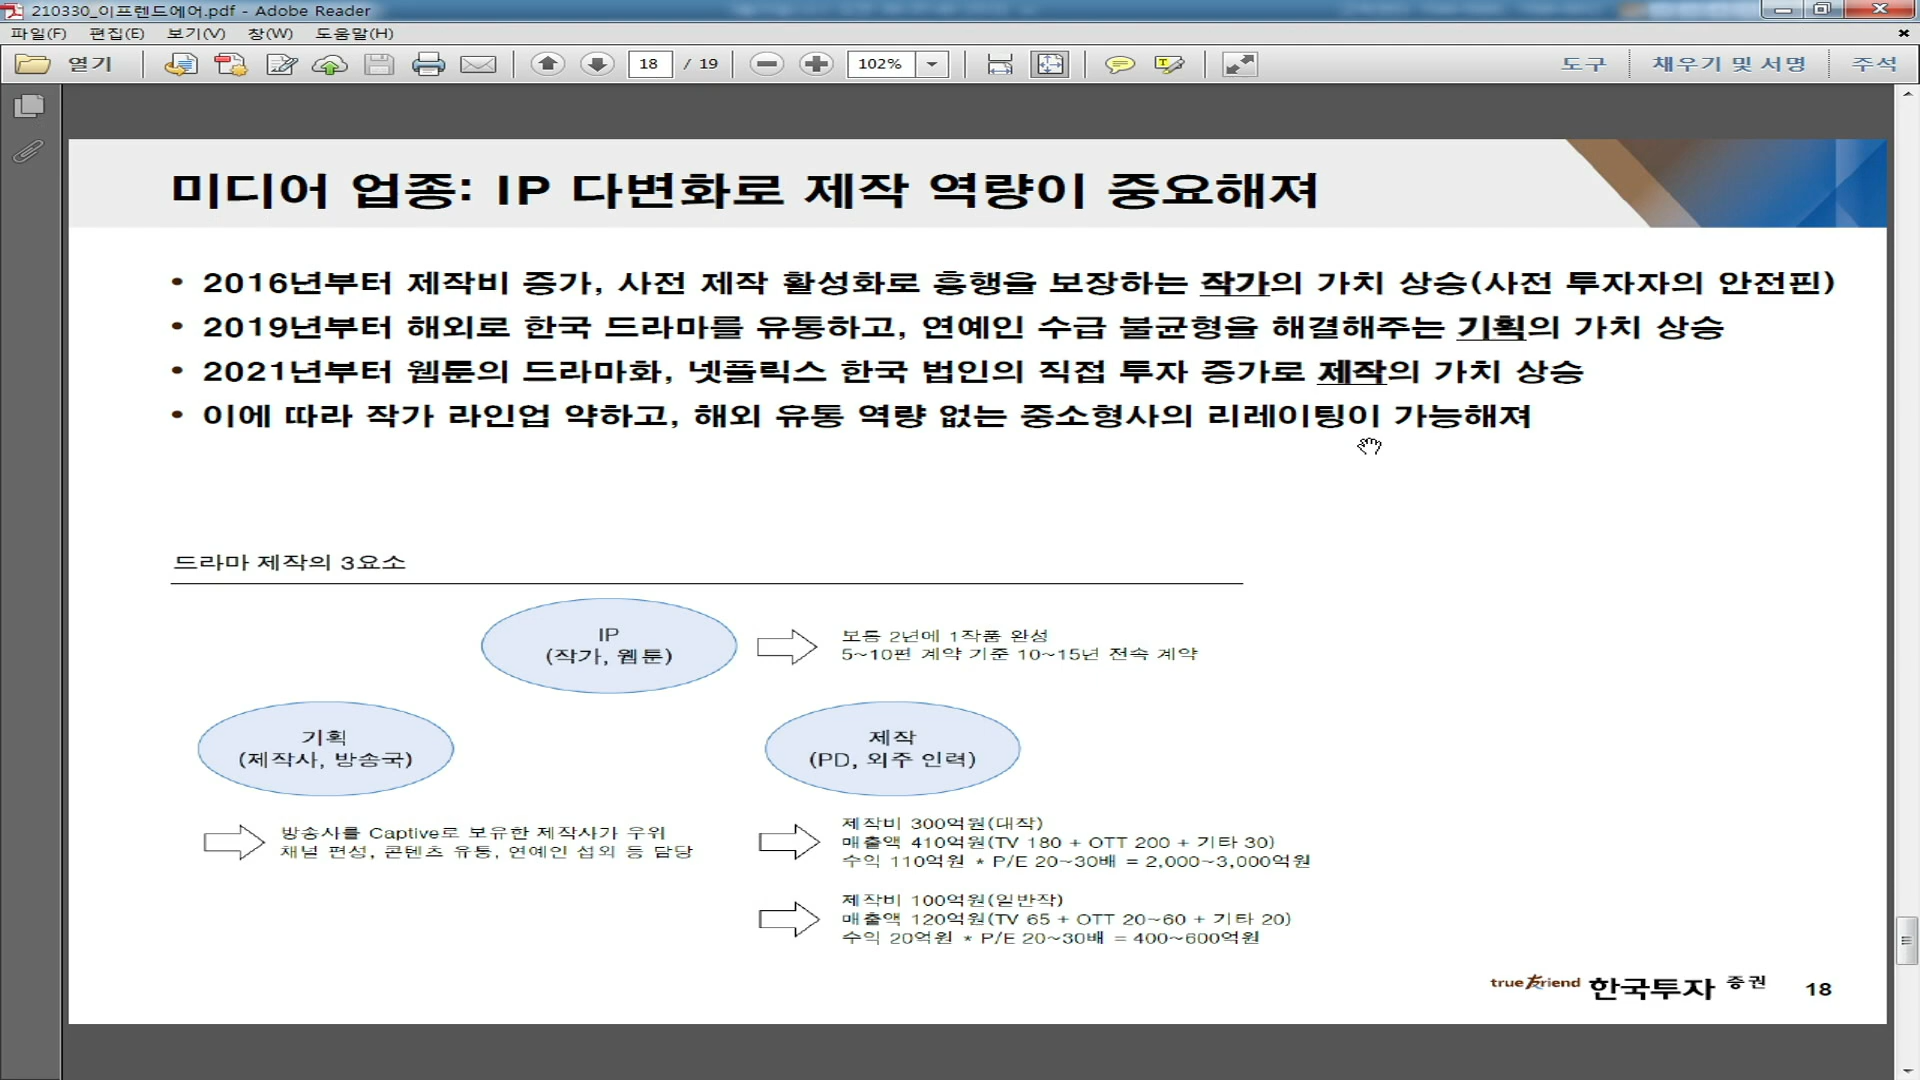 210330_이프렌드에어.pdf - Adobe Reader
파일(F) 편집(E) 보기(V) 창(W) 도움말(H)
열기 18 / 19 102% 도구 채우기 및 서명 주석
미디어 업종: IP 다변화로 제작 역량이 중요해져
• 2016년부터 제작비 증가, 사전 제작 활성화로 흥행을 보장하는 작가의 가치 상승(사전 투자자의 안전핀)
• 2019년부터 해외로 한국 드라마를 유통하고, 연예인 수급 불균형을 해결해주는 기획의 가치 상승
• 2021년부터 웹툰의 드라마화, 넷플릭스 한국 법인의 직접 투자 증가로 제작의 가치 상승
• 이에 따라 작가 라인업 약하고, 해외 유통 역량 없는 중소형사의 리레이팅이 가능해져
드라마 제작의 3요소
IP
(작가, 웹툰)
보통 2년에 1작품 완성
5~10편 계약 기준 10~15년 전속 계약
기획
(제작사, 방송국)
제작
(PD, 외주 인력)
방송사를 Captive로 보유한 제작사가 우위
채널 편성, 콘텐츠 유통, 연예인 섭외 등 담당
제작비 300억원(대작)
매출액 410억원(TV 180 + OTT 200 + 기타 30)
수익 110억원 * P/E 20~30배 = 2,000~3,000억원
제작비 100억원(일반작)
매출액 120억원(TV 65 + OTT 20~60 + 기타 20)
수익 20억원 * P/E 20~30배 = 400~600억원
true friend 한국투자 증권 18